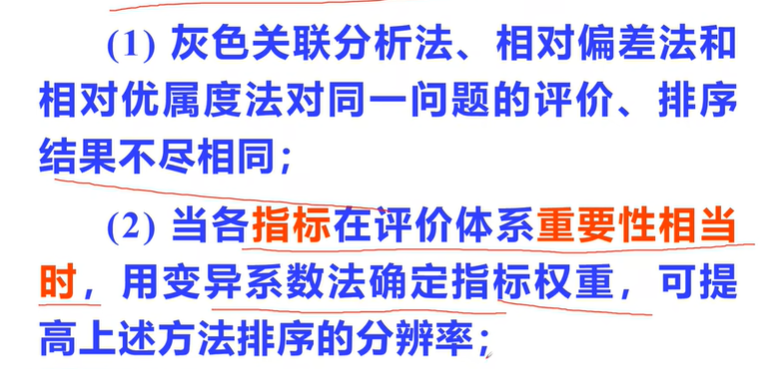 (1) 灰色关联分析法、相对偏差法和
相对优属度法对同一问题的评价、排序
结果不尽相同；
(2) 当各指标在评价体系重要性相当
时，用变异系数法确定指标权重，可提
高上述方法排序的分辨率；